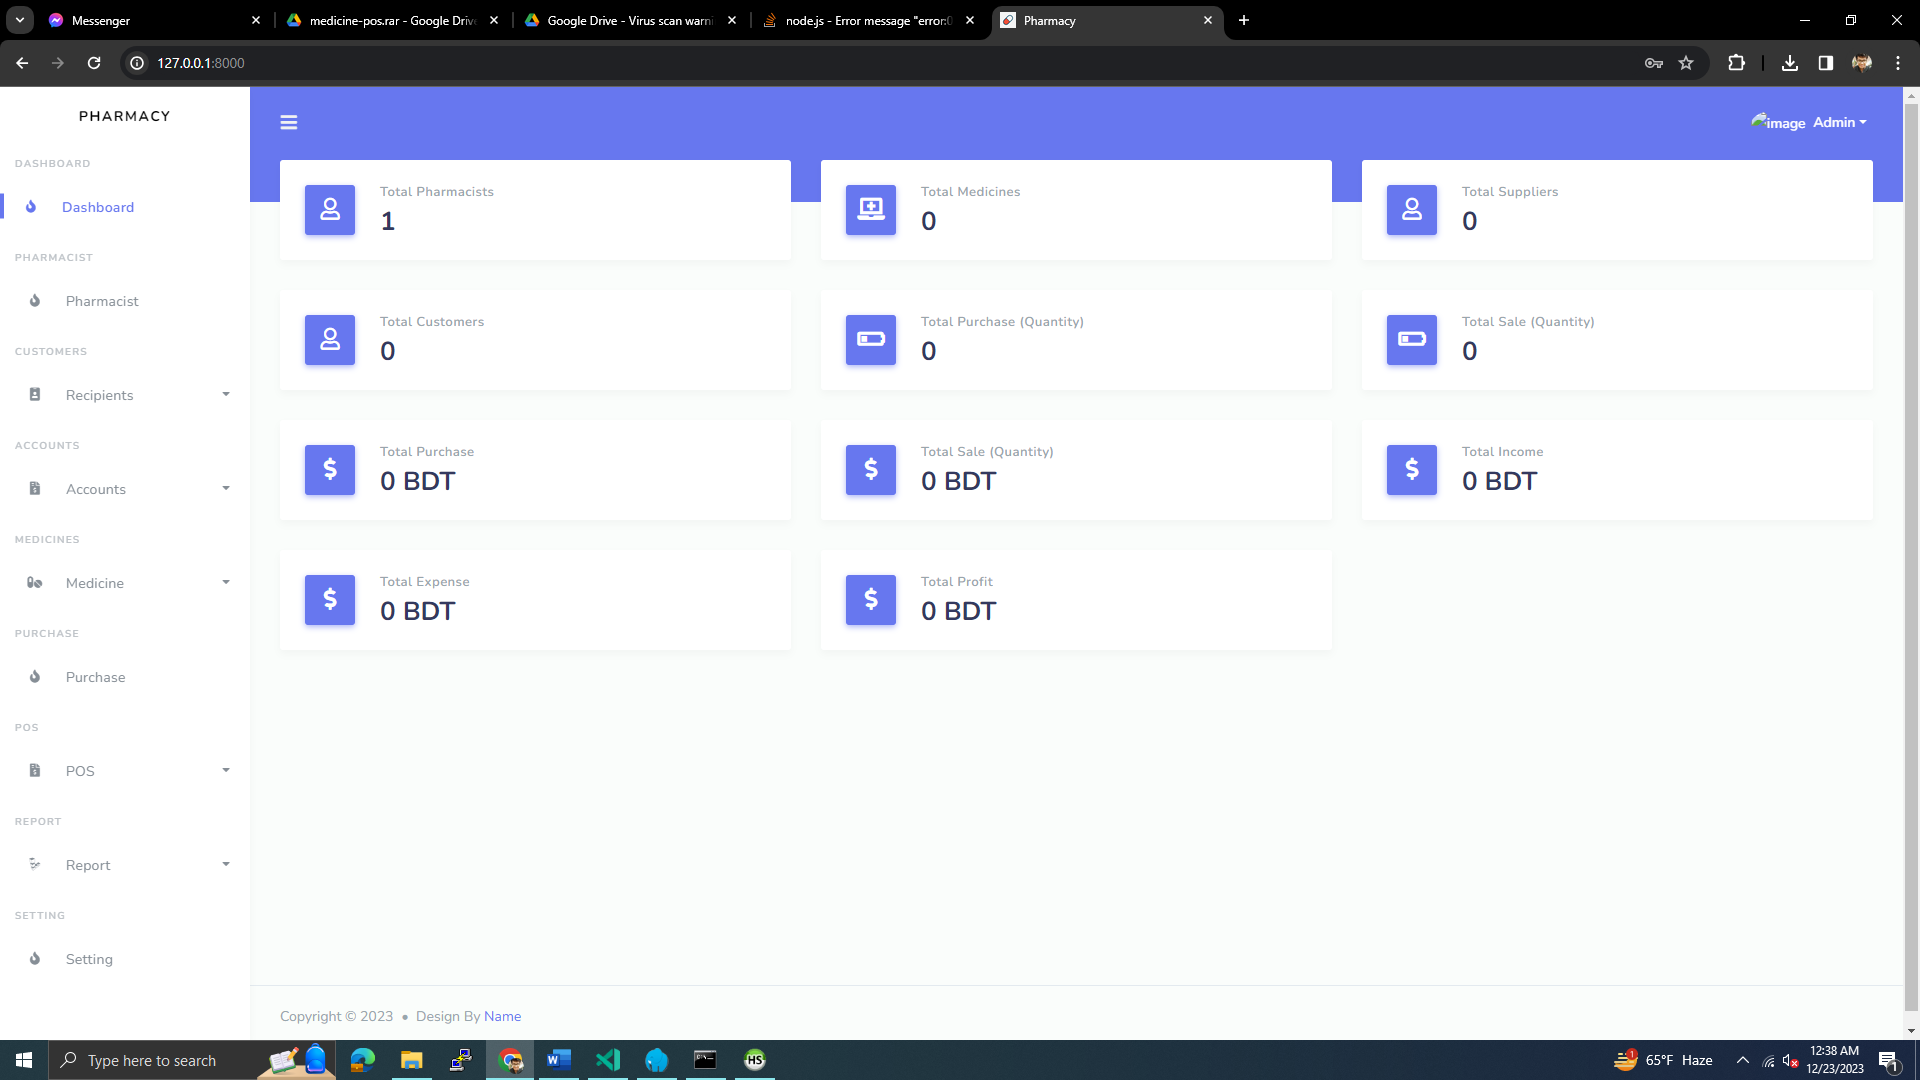 Messenger
medicine-pos.rar - Google Drive
Google Drive - Virus scan warni
node.js - Error message "error:0
Pharmacy
127.0.0.1:8000
PHARMACY
image Admin
DASHBOARD
Dashboard
PHARMACIST
Pharmacist
CUSTOMERS
Recipients
ACCOUNTS
Accounts
MEDICINES
Medicine
PURCHASE
Purchase
POS
POS
REPORT
Report
SETTING
Setting
Total Pharmacists
1
Total Medicines
0
Total Suppliers
0
Total Customers
0
Total Purchase (Quantity)
0
Total Sale (Quantity)
0
Total Purchase
0 BDT
Total Sale (Quantity)
0 BDT
Total Income
0 BDT
Total Expense
0 BDT
Total Profit
0 BDT
Copyright © 2023 • Design By Name
Type here to search
HS
1
65°F Haze
12:38 AM
12/23/2023
1